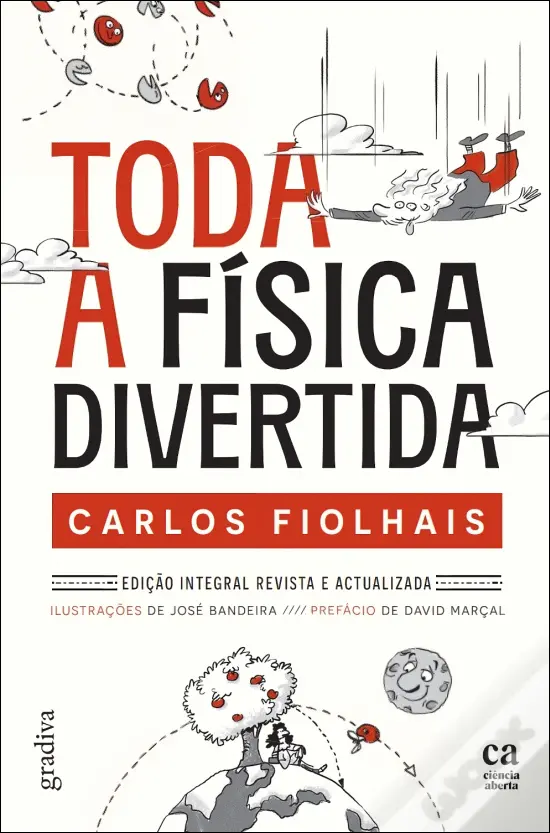 TODA
A FÍSICA
DIVERTIDA
CARLOS FIOLHAIS
EDIÇÃO INTEGRAL REVISTA E ACTUALIZADA
ILUSTRAÇÕES DE JOSÉ BANDEIRA //// PREFÁCIO DE DAVID MARÇAL
gradiva
ca
ciência
aberta
wook